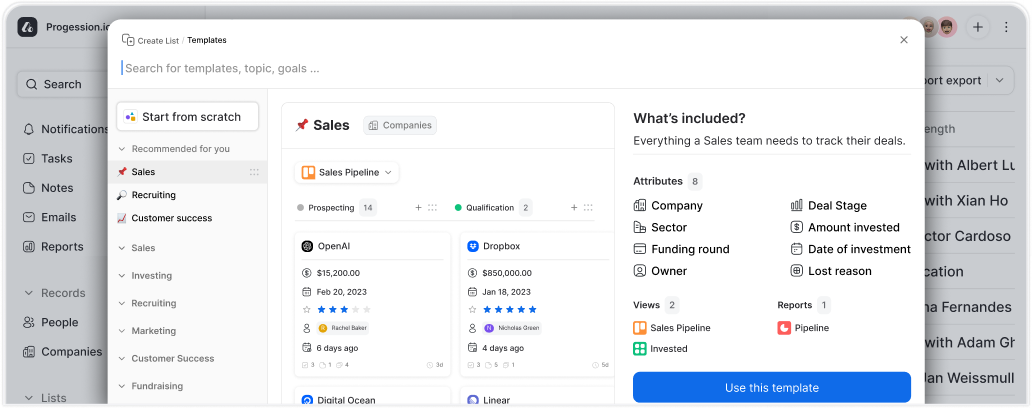 Progession.io
Search
Notifications
Tasks
Notes
Emails
Reports
Records
People
Companies
Lists
Create List / Templates
Search for templates, topic, goals ...
Start from scratch
Recommended for you
Sales
Recruiting
Customer success
Sales
Investing
Recruiting
Marketing
Customer Success
Fundraising
Sales
Companies
Sales Pipeline
Prospecting 14
OpenAI
$15,200.00
Feb 20, 2023
Rachel Baker
6 days ago
3 1 4 3d
Digital Ocean
Qualification 2
Dropbox
$850,000.00
Jan 18, 2023
N Nicholas Green
4 days ago
3 5 1 5d
Linear
What's included?
Everything a Sales team needs to track their deals.
Attributes 8
Company
Sector
Funding round
Owner
Deal Stage
Amount invested
Date of investment
Lost reason
Views 2
Sales Pipeline
Invested
Reports 1
Pipeline
Use this template
port export
ength
with Albert Lu
with Xian Ho
ctor Cardoso
cation
na Fernandes
with Adam Gh
Jan Weissmull